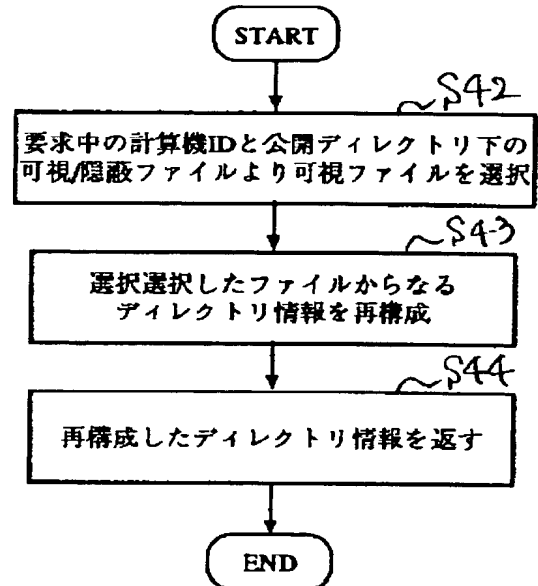 START
S42
要求中の計算機IDと公開ディレクトリ下の
可視/隠蔽ファイルより可視ファイルを選択
S43
選択選択したファイルからなる
ディレクトリ情報を再構成
S44
再構成したディレクトリ情報を返す
END